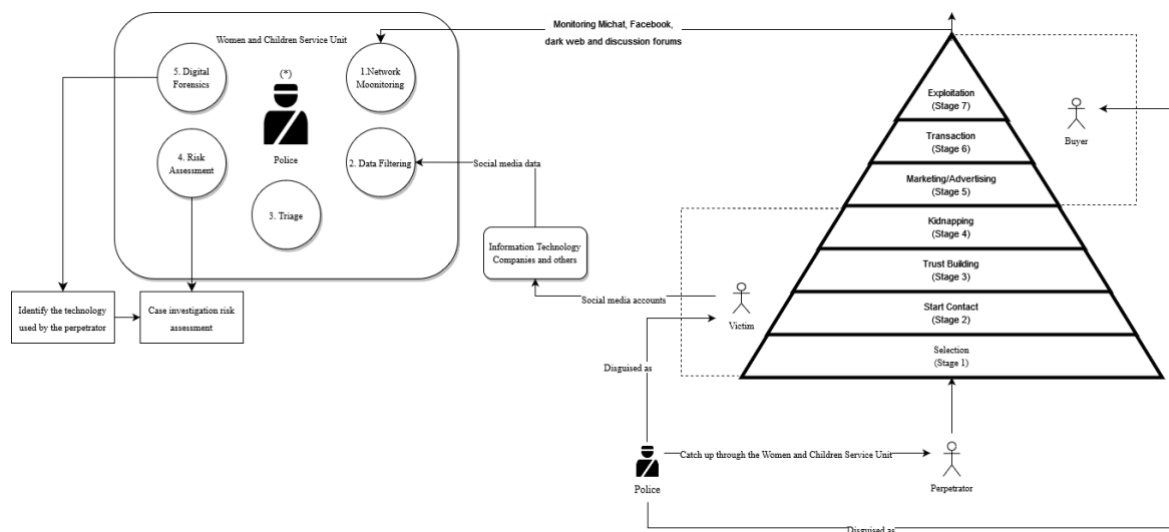 Monitoring Michat, Facebook,
dark web and discussion forums
Women and Children Service Unit
5. Digital
Forensics
(*)
1.Network
Moonitoring
Police
4. Risk
Assessment
2. Data Filtering
3. Triage
Social media data
Information Technology
Companies and others
Identify the technology
used by the perpetrator
Case investigation risk
assessment
Social media accounts
Victim
Disguised as
Exploitation
(Stage 7)
Transaction
(Stage 6)
Marketing/Advertising
(Stage 5)
Kidnapping
(Stage 4)
Trust Building
(Stage 3)
Start Contact
(Stage 2)
Selection
(Stage 1)
Buyer
Police
Catch up through the Women and Children Service Unit
Perpetrator
Disguised as